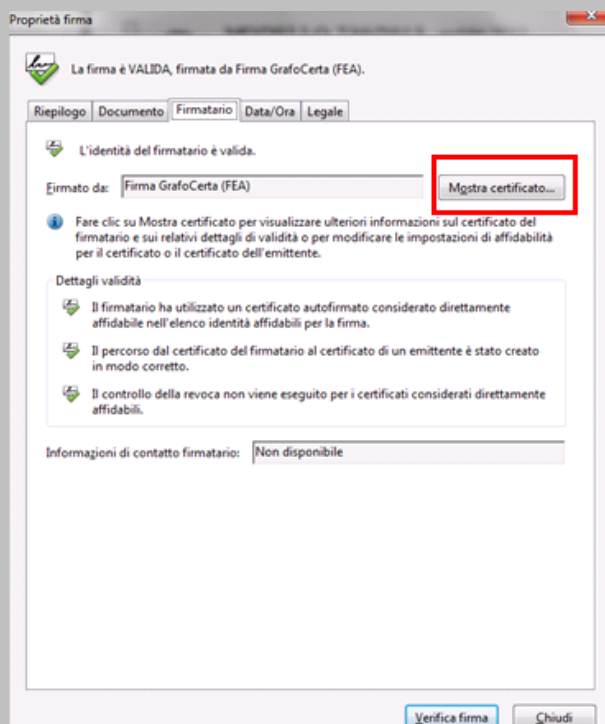 Proprietà firma
La firma è VALIDA, firmata da Firma GrafoCerta (FEA).
Riepilogo Documento Firmatario Data/Ora Legale
L'identità del firmatario è valida.
Firmato da: Firma GrafoCerta (FEA) Mostra certificato...
Fare clic su Mostra certificato per visualizzare ulteriori informazioni sul certificato del
firmatario e sui relativi dettagli di validità o per modificare le impostazioni di affidabilità
per il certificato o il certificato dell'emittente.
Dettagli validità
Il firmatario ha utilizzato un certificato autofirmato considerato direttamente
affidabile nell'elenco identità affidabili per la firma.
Il percorso dal certificato del firmatario al certificato di un emittente è stato creato
in modo corretto.
Il controllo della revoca non viene eseguito per i certificati considerati direttamente
affidabili.
Informazioni di contatto firmatario: Non disponibile
Verifica firma Chiudi